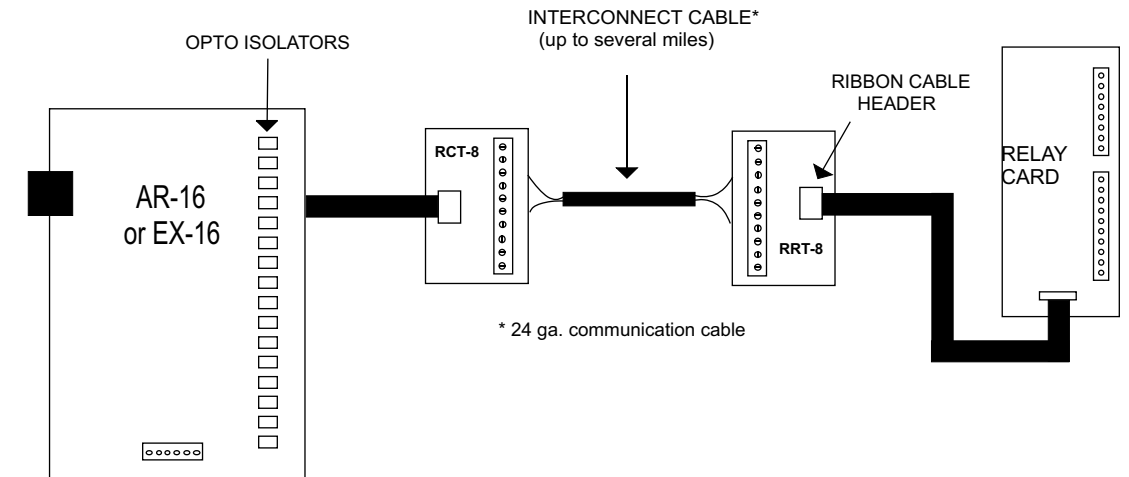 INTERCONNECT CABLE*
(up to several miles)
OPTO ISOLATORS
RIBBON CABLE
HEADER
RCT-8
RELAY
CARD
AR-16
or EX-16
RRT-8
* 24 ga. communication cable